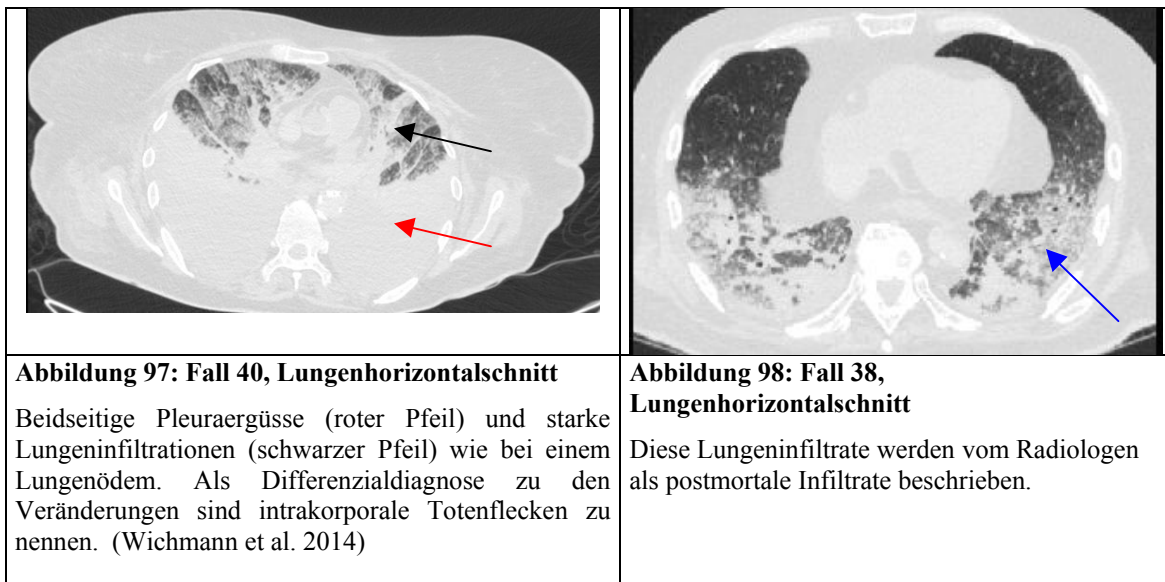 Abbildung 97: Fall 40, Lungenhorizontalschnitt
Beidseitige Pleuraergüsse (roter Pfeil) und starke
Lungeninfiltrationen (schwarzer Pfeil) wie bei einem
Lungenödem. Als Differenzialdiagnose zu den
Veränderungen sind intrakorporale Totenflecken zu
nennen. (Wichmann et al. 2014)
Abbildung 98: Fall 38,
Lungenhorizontalschnitt
Diese Lungeninfiltrate werden vom Radiologen
als postmortale Infiltrate beschrieben.